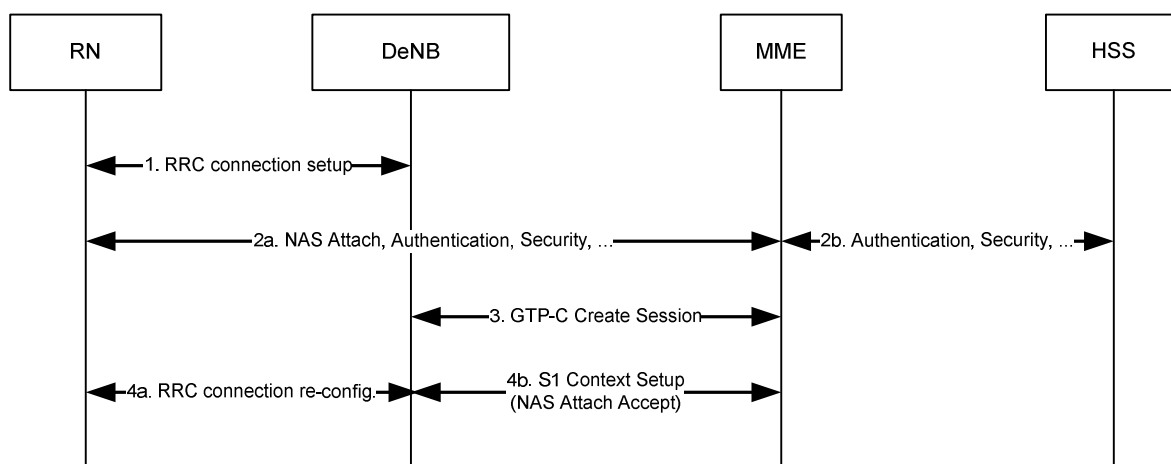 RN
DeNB
MME
HSS
1. RRC connection setup
2a. NAS Attach, Authentication, Security, ...
2b. Authentication, Security, ...
3. GTP-C Create Session
4a. RRC connection re-config.
4b. S1 Context Setup
(NAS Attach Accept)